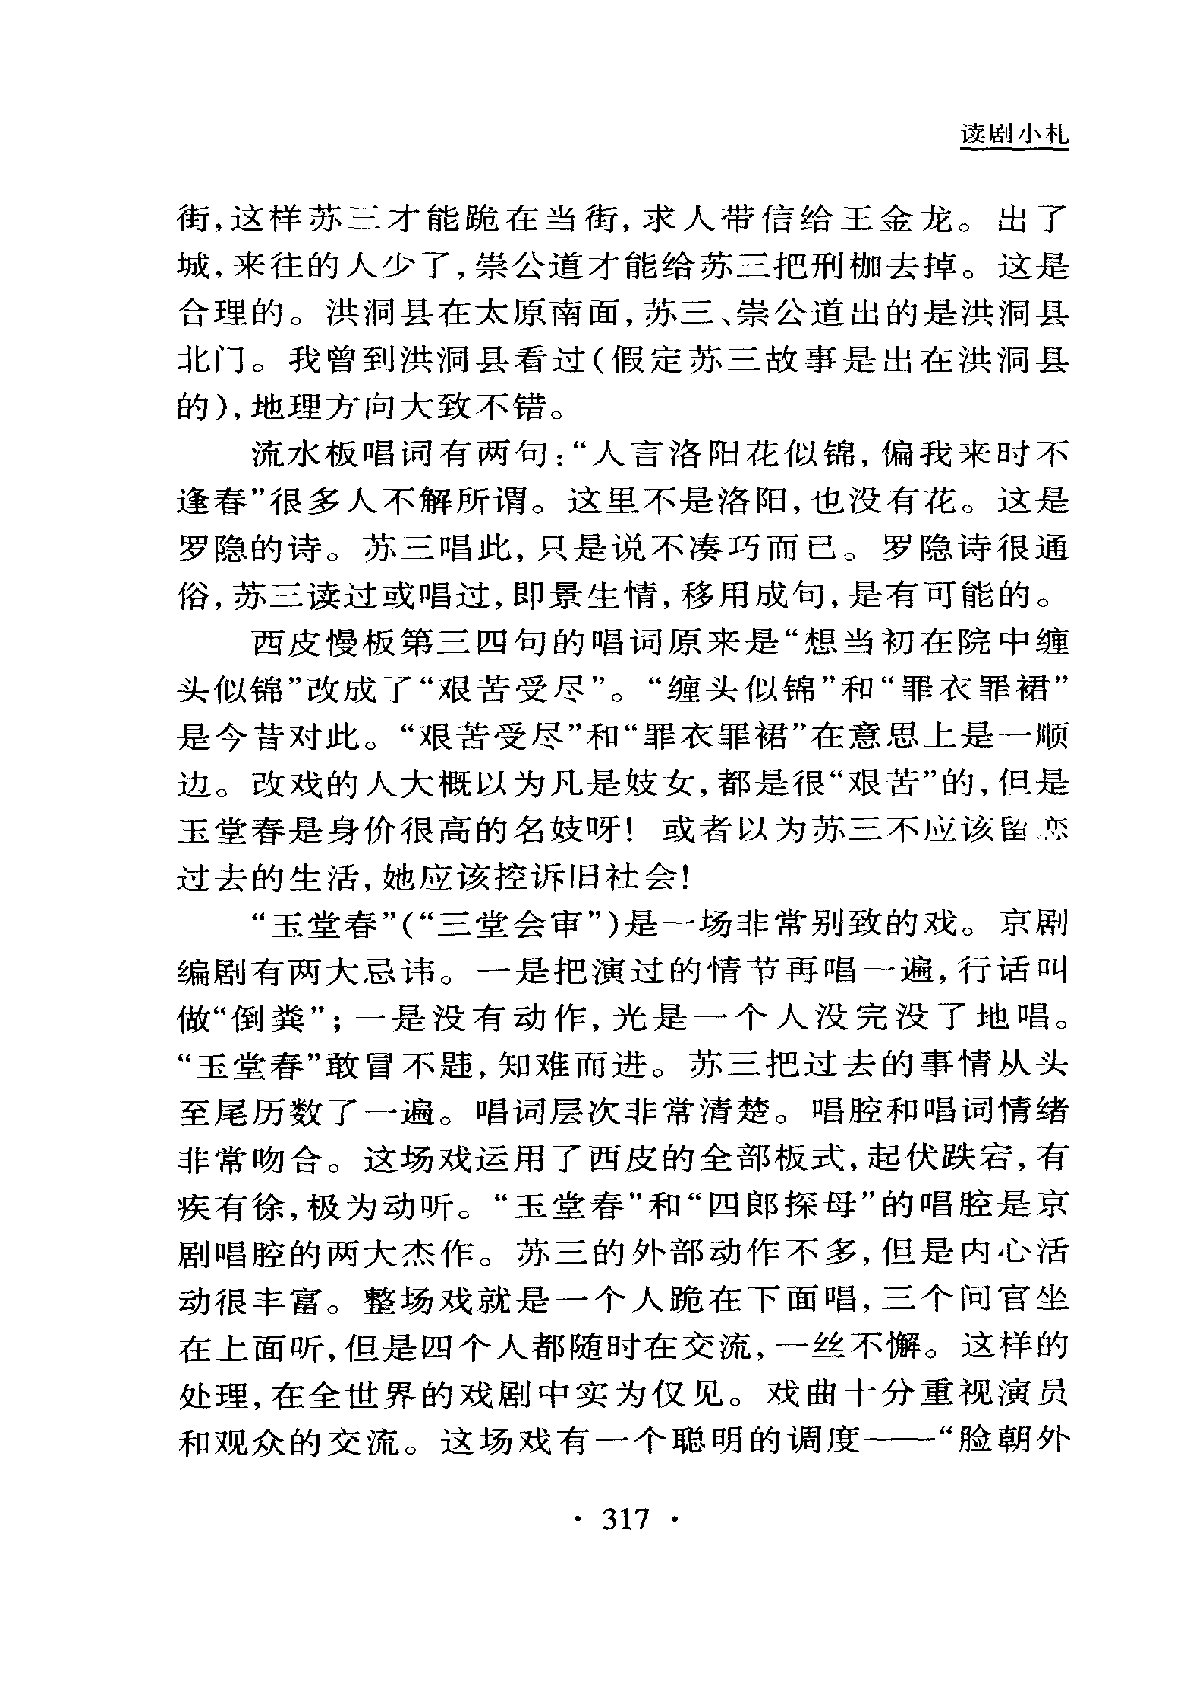 读剧小札
街,这样苏三才能跪在当街,求人带信给王金龙。出了
城,来往的人少了,崇公道才能给苏三把刑枷去掉。这是
合理的。洪洞县在太原南面,苏三、崇公道出的是洪洞县
北门。我曾到洪洞县看过(假定苏三故事是出在洪洞县
的),地理方向大致不错。
流水板唱词有两句:“人言洛阳花似锦,偏我来时不
逢春”很多人不解所谓。这里不是洛阳,也没有花。这是
罗隐的诗。苏三唱此,只是说不凑巧而已。罗隐诗很通
俗,苏三读过或唱过,即景生情,移用成句,是有可能的。
西皮慢板第三四句的唱词原来是“想当初在院中缠
头似锦”改成了“艰苦受尽”。“缠头似锦”和“罪衣罪裙”
是今昔对此。“艰苦受尽”和“罪衣罪裙”在意思上是一顺
边。改戏的人大概以为凡是妓女,都是很“艰苦”的,但是
玉堂春是身价很高的名妓呀!或者以为苏三不应该留恋
过去的生活,她应该控诉旧社会!
“玉堂春”(“三堂会审”)是一场非常别致的戏。京剧
编剧有两大忌讳。一是把演过的情节再唱一遍,行话叫
做“倒粪”;一是没有动作,光是一个人没完没了地唱。
“玉堂春”敢冒不韪,知难而进。苏三把过去的事情从头
至尾历数了一遍。唱词层次非常清楚。唱腔和唱词情绪
非常吻合。这场戏运用了西皮的全部板式,起伏跌宕,有
疾有徐,极为动听。“玉堂春”和“四郎探母”的唱腔是京
剧唱腔的两大杰作。苏三的外部动作不多,但是内心活
动很丰富。整场戏就是一个人跪在下面唱,三个问官坐
在上面听,但是四个人都随时在交流,一丝不懈。这样的
处理,在全世界的戏剧中实为仅见。戏曲十分重视演员
和观众的交流。这场戏有一个聪明的调度——“脸朝外
· 317 ·